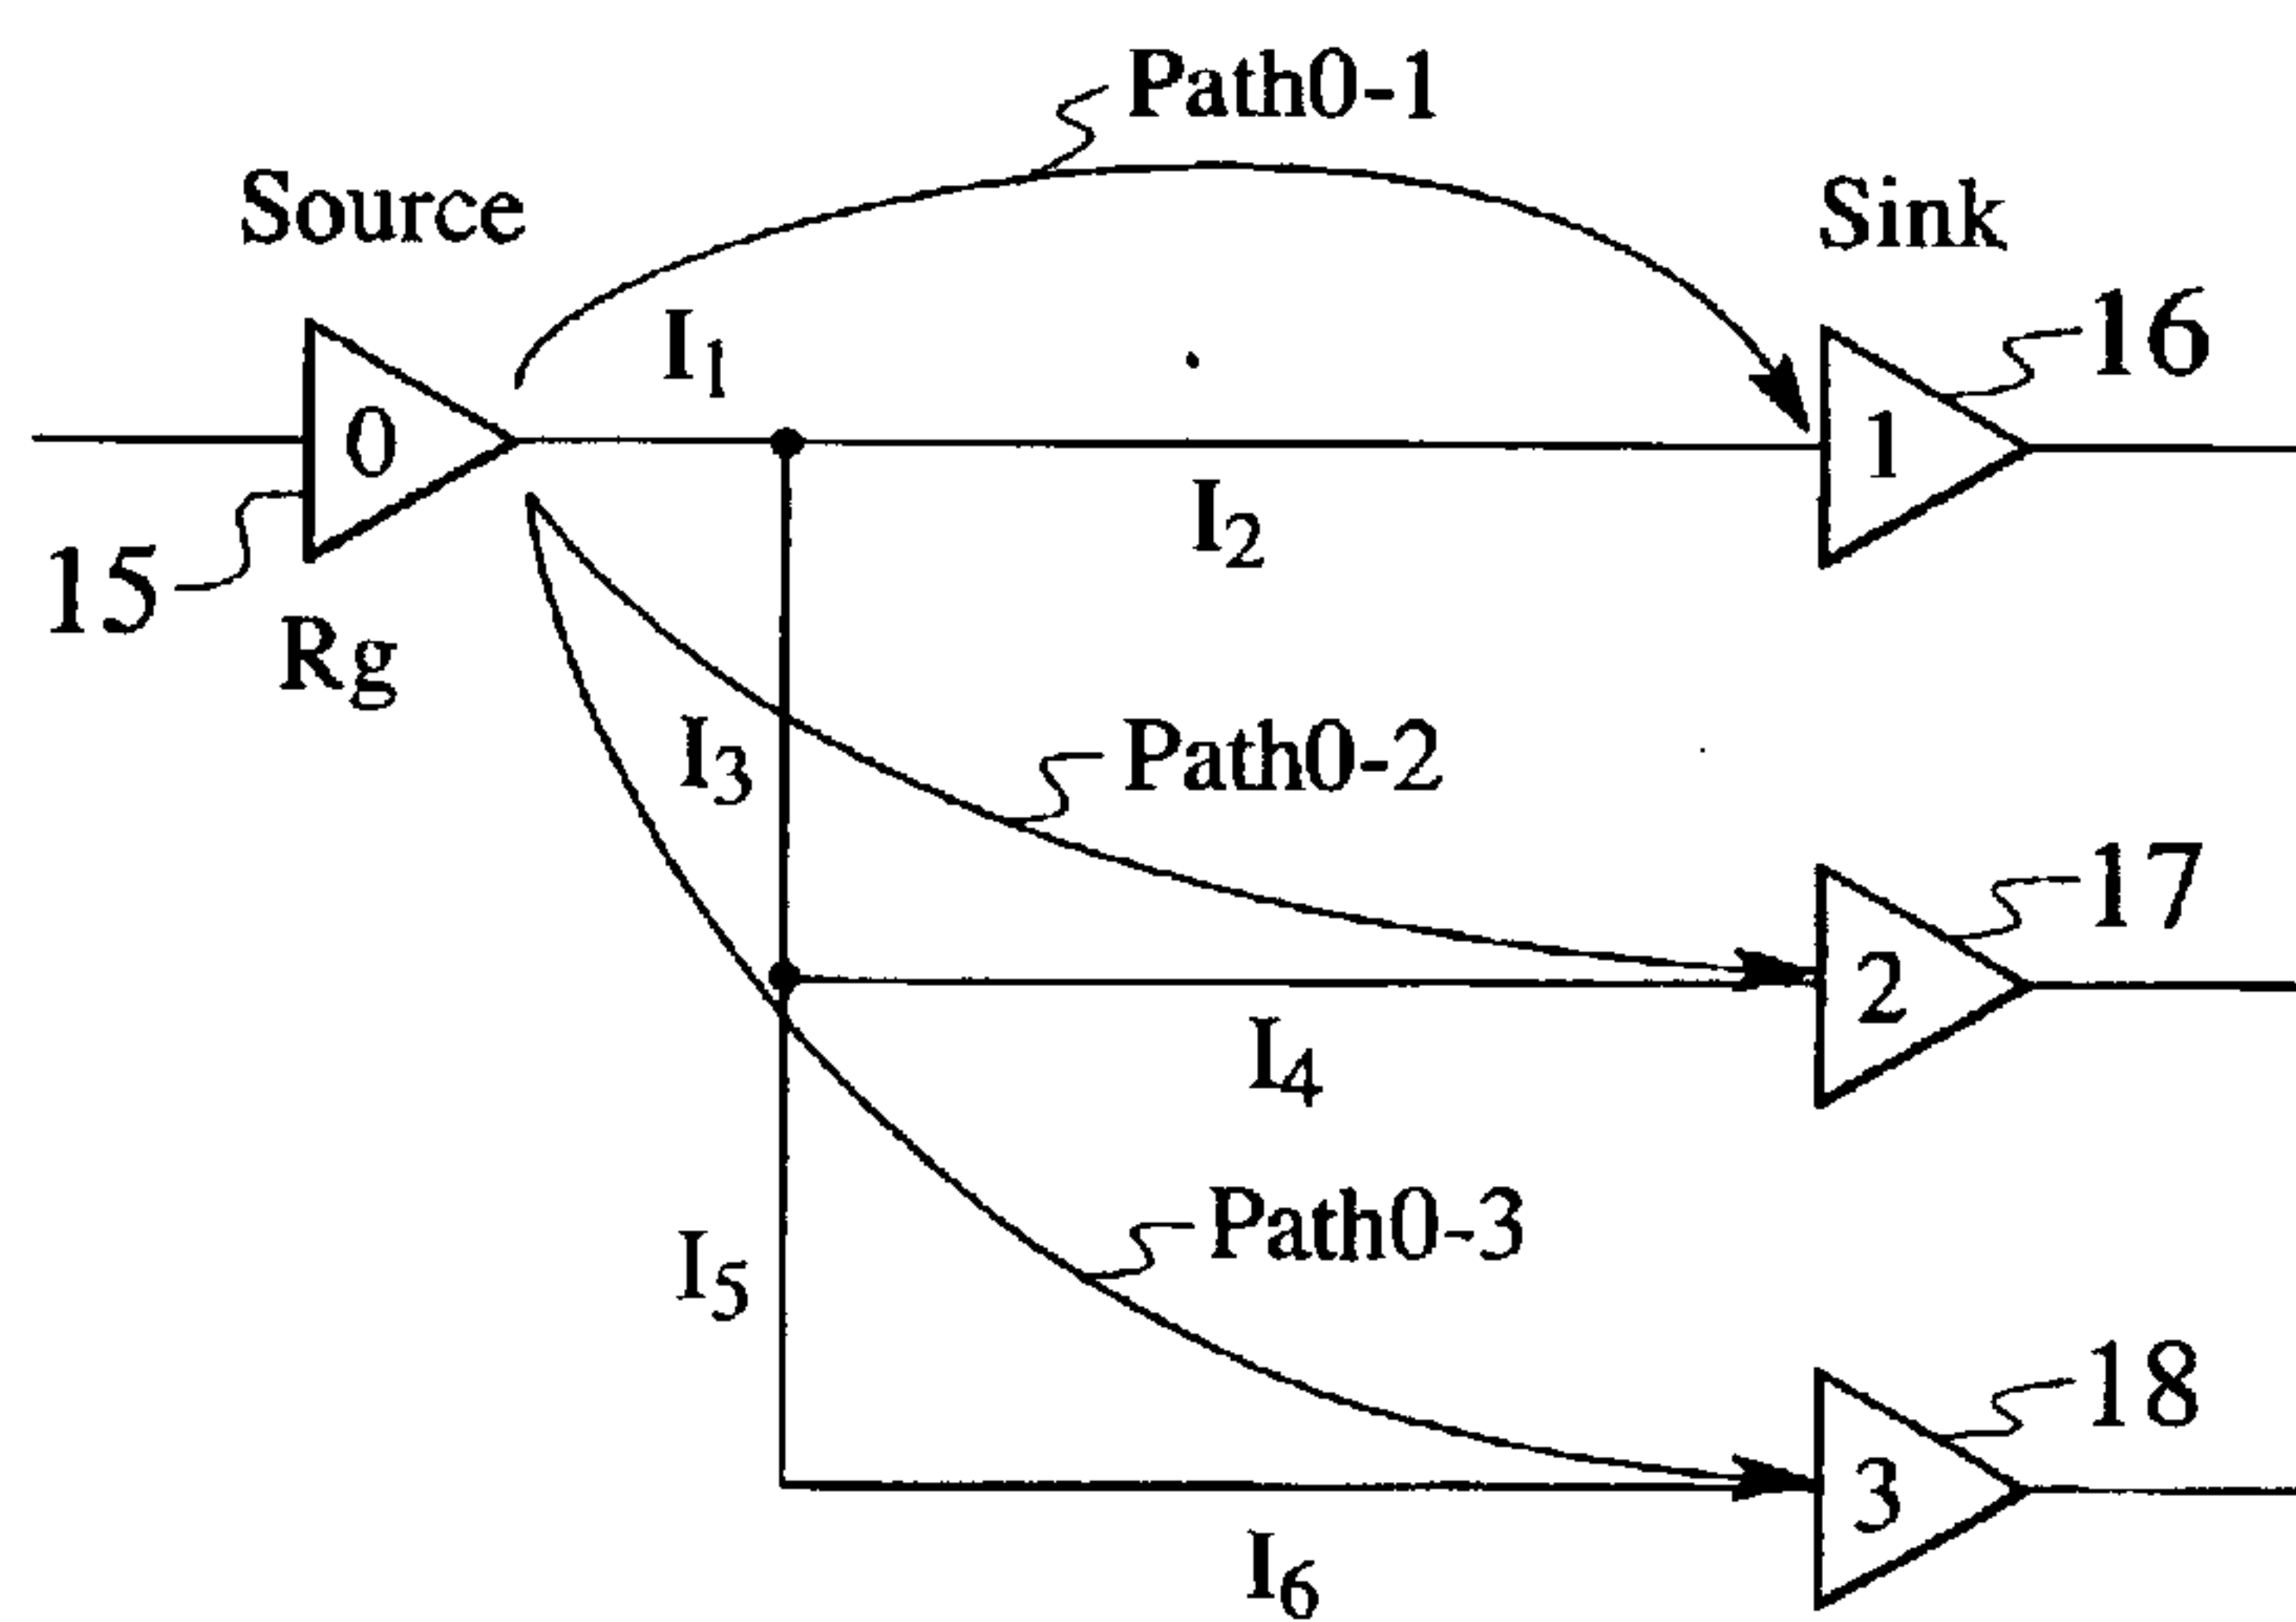 Path0-1
Source
Sink
I1
16
0
1
15
Rg
I2
I3
Path0-2
17
2
I4
Path0-3
I5
18
3
I6